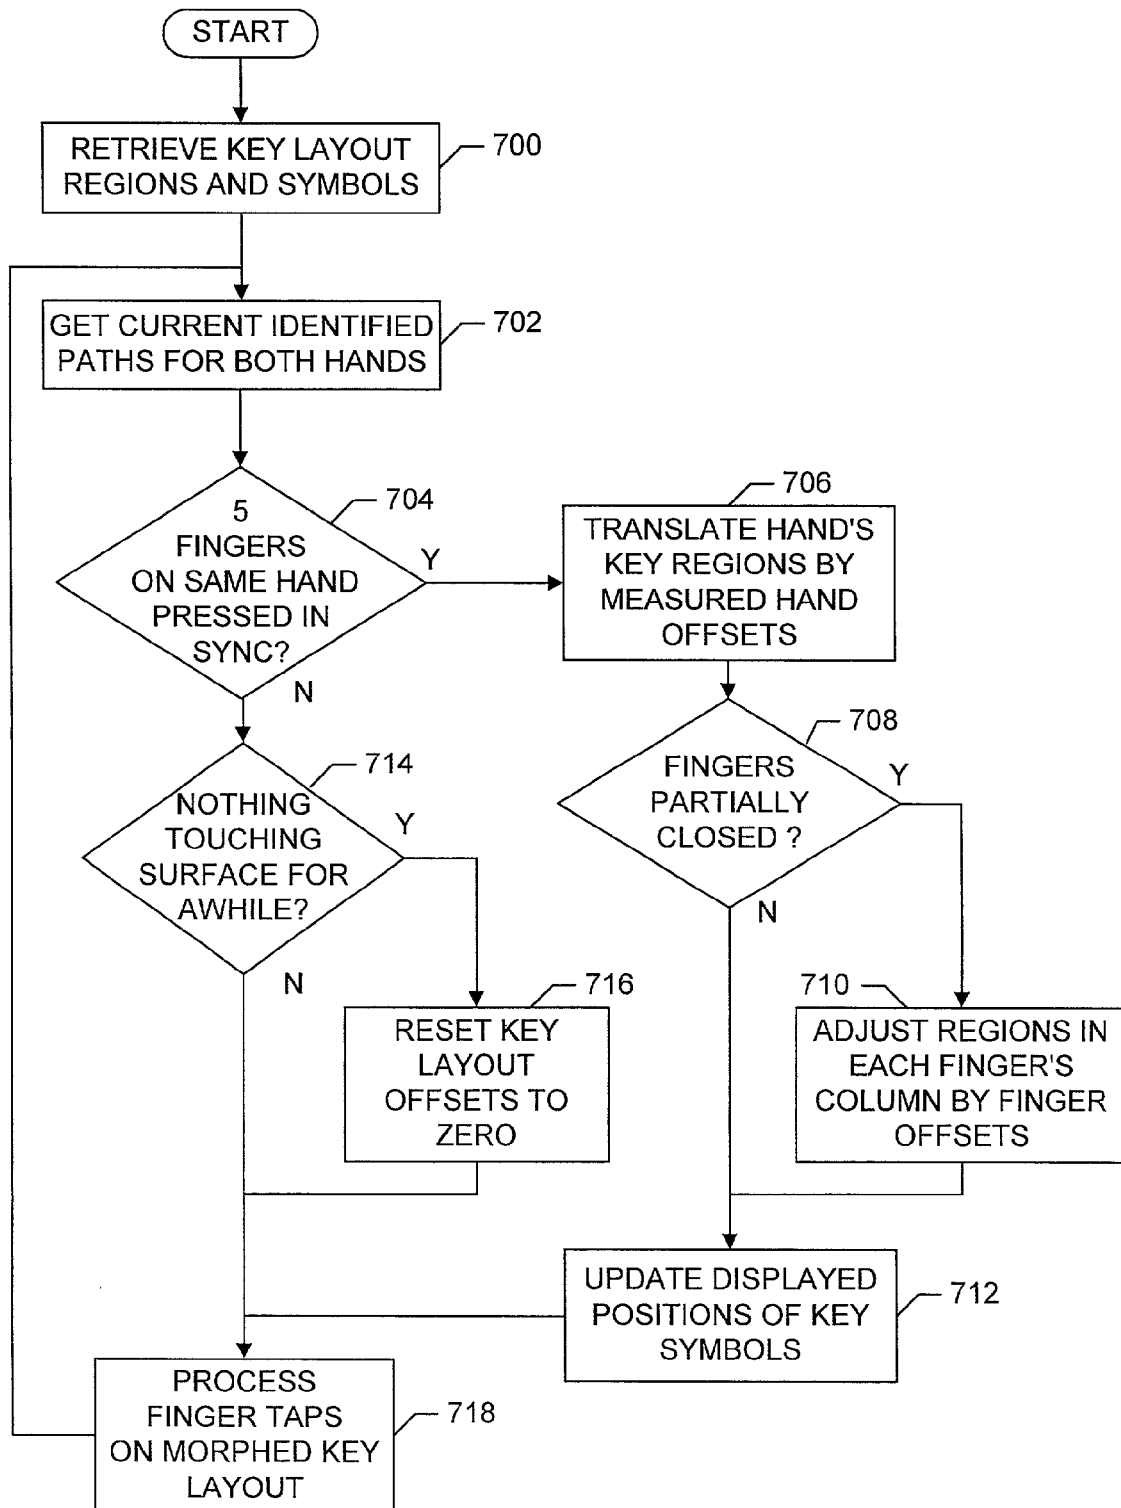 START
RETRIEVE KEY LAYOUT
REGIONS AND SYMBOLS
700
GET CURRENT IDENTIFIED
PATHS FOR BOTH HANDS
702
5
FINGERS
ON SAME HAND
PRESSED IN
SYNC?
704
Y
N
706
TRANSLATE HAND'S
KEY REGIONS BY
MEASURED HAND
OFFSETS
708
FINGERS
PARTIALLY
CLOSED ?
Y
N
714
NOTHING
TOUCHING
SURFACE FOR
AWHILE?
Y
N
716
RESET KEY
LAYOUT
OFFSETS TO
ZERO
710
ADJUST REGIONS IN
EACH FINGER'S
COLUMN BY FINGER
OFFSETS
UPDATE DISPLAYED
POSITIONS OF KEY
SYMBOLS
712
PROCESS
FINGER TAPS
ON MORPHED KEY
LAYOUT
718